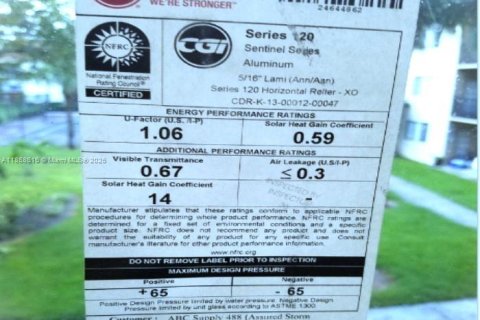 WE'RE STRONGER
24644862
NFRC
National Fenestration
Rating Council
CERTIFIED
CGI
Series 120
Sentinel Series
Aluminum
5/16" Lami (Ann/Ann)
Series 120 Horizontal Roller - XO
CDR-K-13-00012-00047
ENERGY PERFORMANCE RATINGS
U-Factor (U.S. /I-P)
Solar Heat Gain Coefficient
1.06
0.59
ADDITIONAL PERFORMANCE RATINGS
Visible Transmittance
Air Leakage (U.S/I-P)
0.67
≤ 0.3
Solar Heat Gain Coefficient
14
-
Manufacturer stipulates that these ratings conform to applicable NFRC
procedures for determining whole product performance. NFRC ratings are
determined for a fixed set of environmental conditions and a specific
product size. NFRC does not recommend any product and does not
warrant the suitability of any product for any specific use. Consult
manufacturer's literature for other product performance information.
www.nfrc.org
DO NOT REMOVE LABEL PRIOR TO INSPECTION
MAXIMUM DESIGN PRESSURE
Positive
Negative
+65
- 65
Positive Design Pressure limited by water pressure. Negative Design
Pressure limited by unit glass according to ASTME 1300.
Customer : ABC Supply 488 (Assured Storm